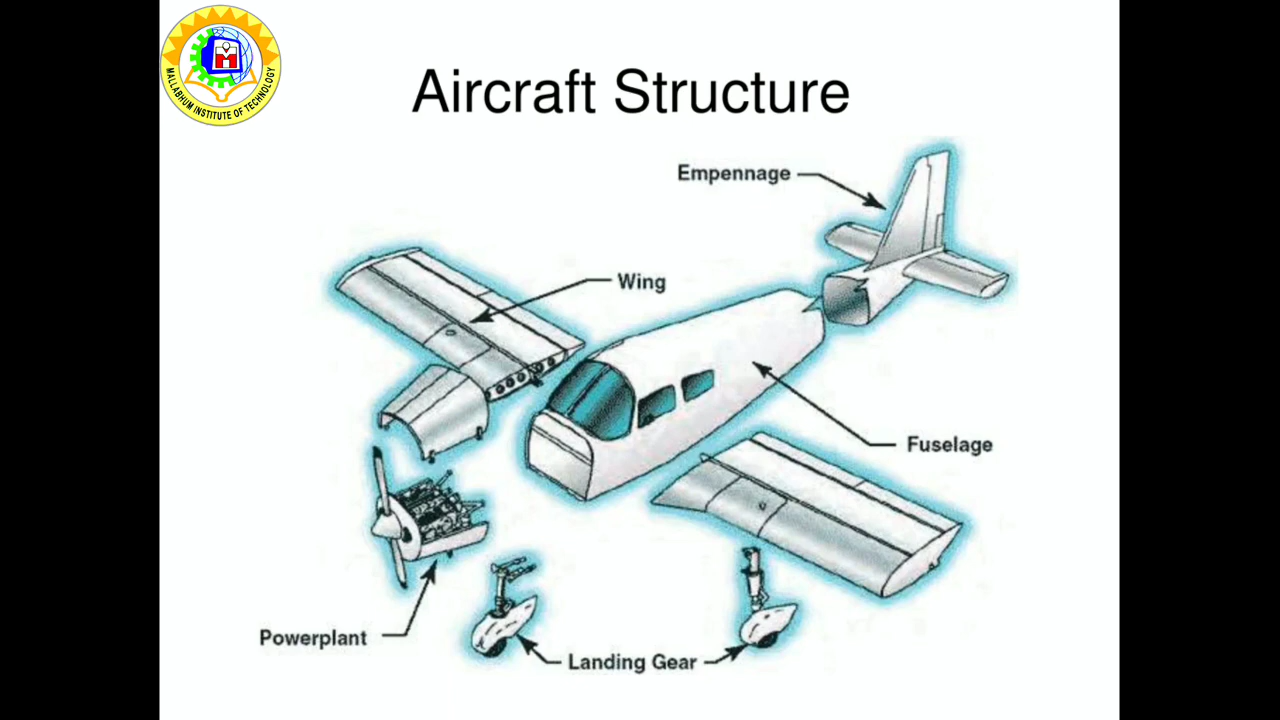 MALLABHUM INSTITUTE OF TECHNOLOGY
Aircraft Structure
Empennage
Wing
Fuselage
Powerplant
Landing Gear